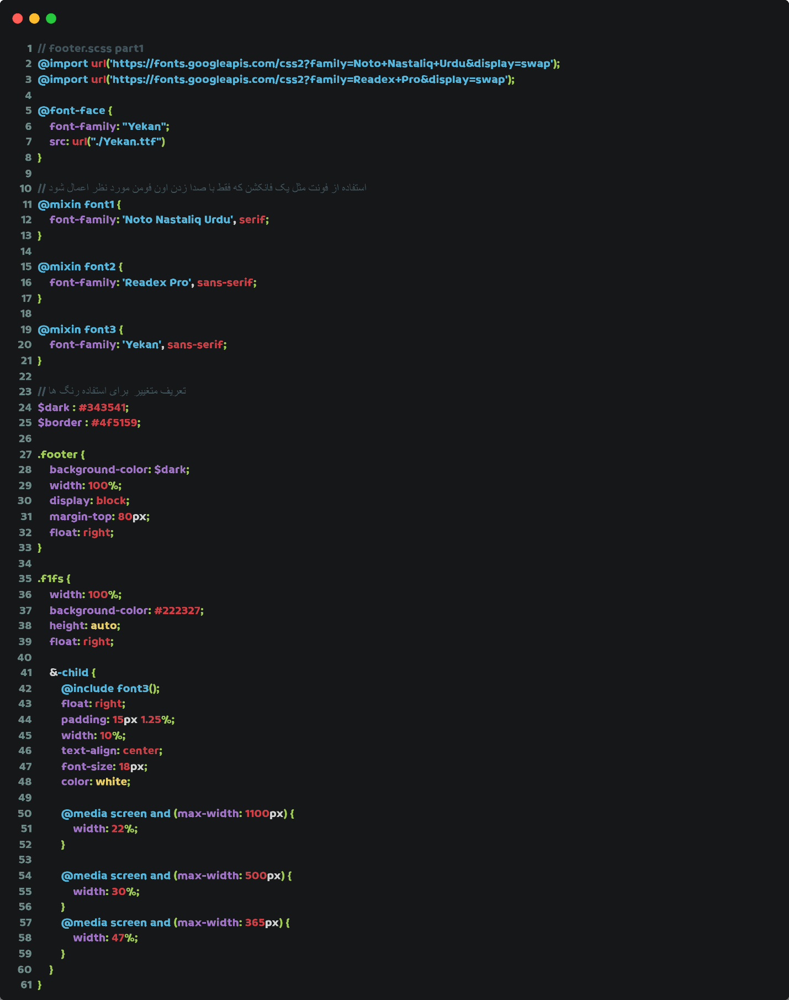 1 // footer.scss part1
2 @import url('https://fonts.googleapis.com/css2?family=Noto+Nastaliq+Urdu&display=swap');
3 @import url('https://fonts.googleapis.com/css2?family=Readex+Pro&display=swap');
4
5 @font-face {
6     font-family: "Yekan";
7     src: url("./Yekan.ttf")
8 }
9
10 // استفاده از فونت مثل یک فانکشن که فقط با صدا زدن اون فومن مورد نظر اعمال شود
11 @mixin font1 {
12     font-family: 'Noto Nastaliq Urdu', serif;
13 }
14
15 @mixin font2 {
16     font-family: 'Readex Pro', sans-serif;
17 }
18
19 @mixin font3 {
20     font-family: 'Yekan', sans-serif;
21 }
22
23 // تعریف متغییر برای استفاده رنگ ها
24 $dark : #343541;
25 $border : #4f5159;
26
27 .footer {
28     background-color: $dark;
29     width: 100%;
30     display: block;
31     margin-top: 80px;
32     float: right;
33 }
34
35 .f1fs {
36     width: 100%;
37     background-color: #222327;
38     height: auto;
39     float: right;
40
41     &-child {
42         @include font3();
43         float: right;
44         padding: 15px 1.25%;
45         width: 10%;
46         text-align: center;
47         font-size: 18px;
48         color: white;
49
50         @media screen and (max-width: 1100px) {
51             width: 22%;
52         }
53
54         @media screen and (max-width: 500px) {
55             width: 30%;
56         }
57         @media screen and (max-width: 365px) {
58             width: 47%;
59         }
60     }
61 }